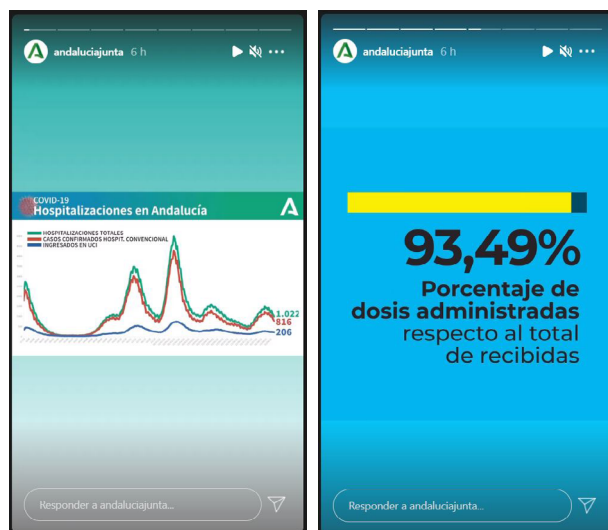 andaluciajunta 6 h
COVID-19
Hospitalizaciones en Andalucía
HOSPITALIZACIONES TOTALES
CASOS CONFIRMADOS HOSPIT. CONVENCIONAL
INGRESADOS EN UCI
1.022
816
206
Responder a andaluciajunta...
andaluciajunta 6 h
93,49%
Porcentaje de
dosis administradas
respecto al total
de recibidas
Responder a andaluciajunta...